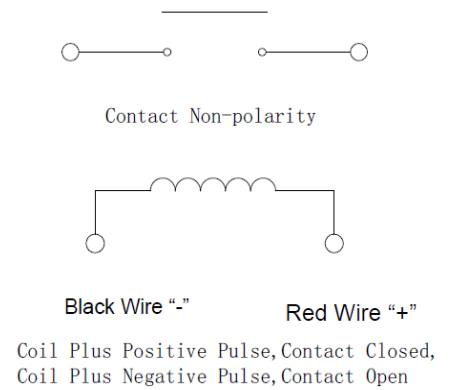 Contact Non-polarity
Black Wire “-”
Red Wire “+”
Coil Plus Positive Pulse,Contact Closed,
Coil Plus Negative Pulse,Contact Open